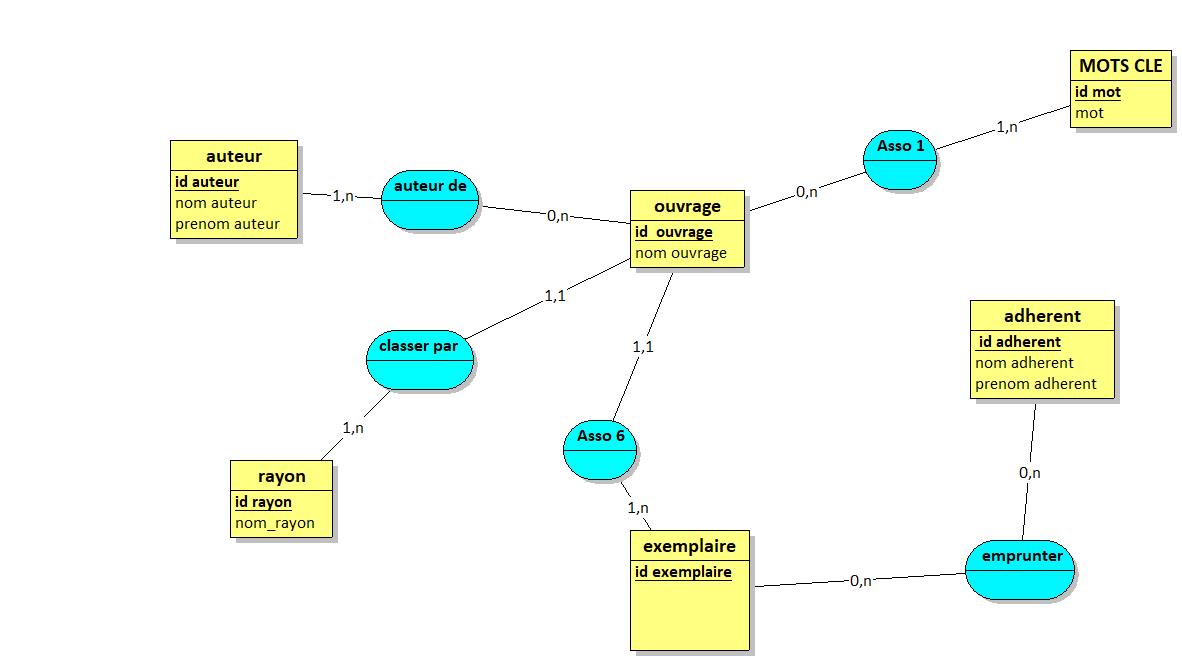 MOTS CLE
id mot
mot
1,n
Asso 1
0,n
auteur
id auteur
nom auteur
prenom auteur
1,n
auteur de
0,n
ouvrage
id  ouvrage
nom ouvrage
1,1
classer par
1,n
rayon
id rayon
nom_rayon
1,1
Asso 6
1,n
exemplaire
id exemplaire
0,n
emprunter
0,n
adherent
id adherent
nom adherent
prenom adherent